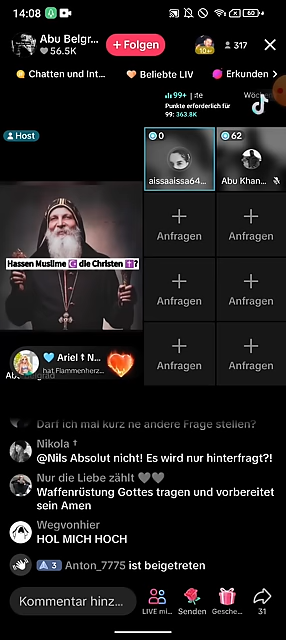 14:08
60
Abu Belgr...
56.5K
+ Folgen
10+
317
Chatten und Int...
Beliebte LIV
Erkunden
99+
Punkte erforderlich für
99: 363.8K
TikTok
Host
0
aissaaissa64...
62
Abu Khan...
Hassen Muslime die Christen ?
Anfragen
Anfragen
Anfragen
Anfragen
Anfragen
Anfragen
Ariel † N...
hat Flammenherz...
Darf ich mal kurz ne andere Frage stellen?
Nikola †
@Nils Absolut nicht! Es wird nur hinterfragt?!
Nur die Liebe zählt
Waffenrüstung Gottes tragen und vorbereitet
sein Amen
Wegvonhier
HOL MICH HOCH
3 Anton_7775 ist beigetreten
Kommentar hinz...
LIVE mi...
Senden
Gesche...
31